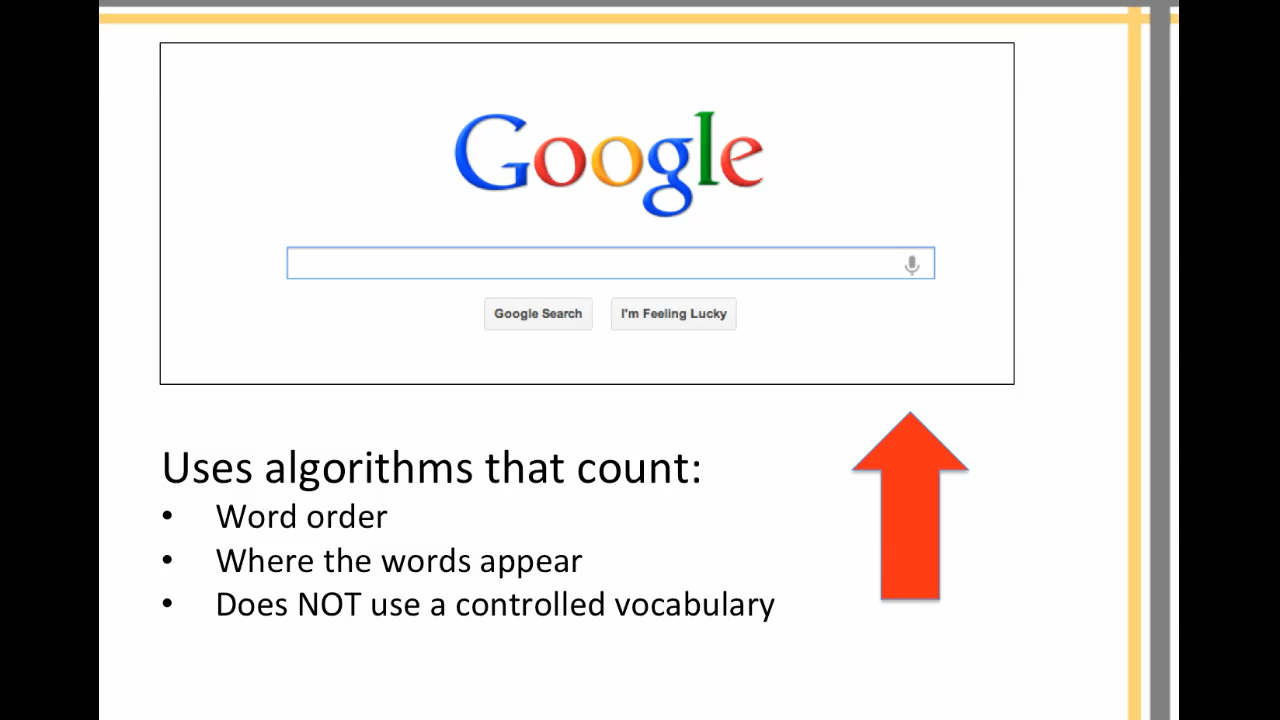 Google
Google Search
I'm Feeling Lucky
Uses algorithms that count:
• Word order
• Where the words appear
• Does NOT use a controlled vocabulary